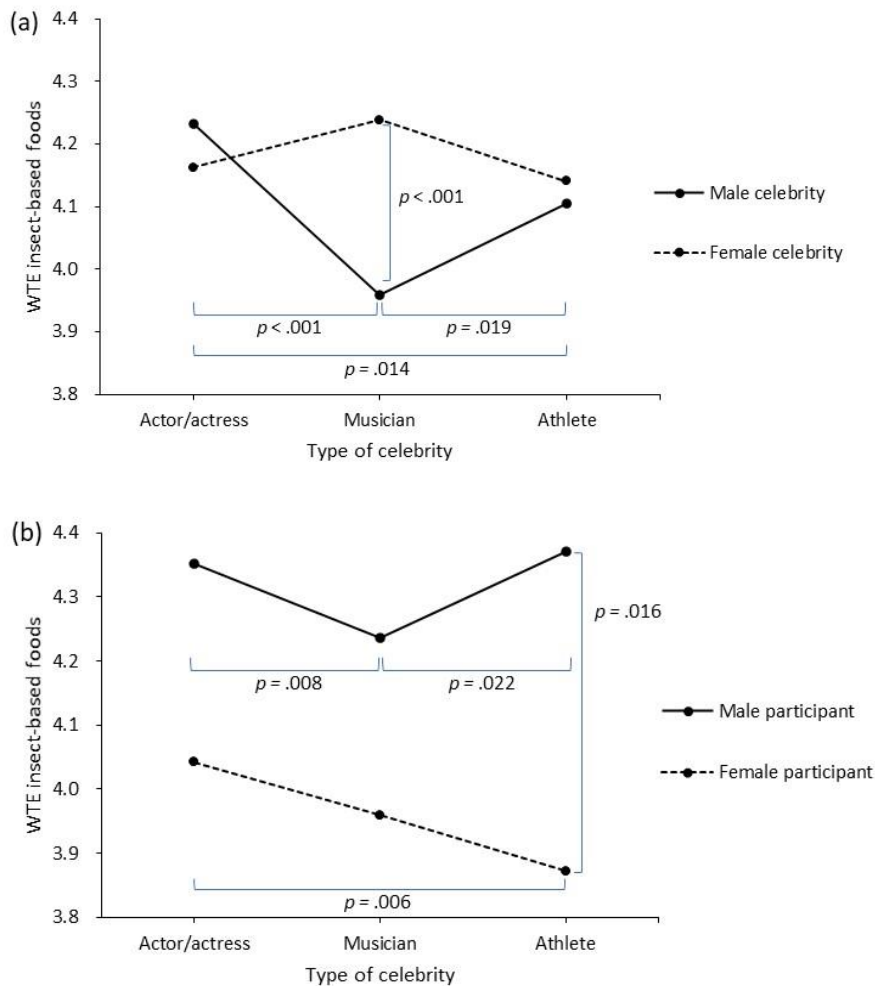 (a)
4.4
4.3
4.2
4.1
4.0
3.9
3.8
WTE insect-based foods
p < .001
p < .001
p = .019
p = .014
Actor/actress Musician Athlete
Type of celebrity
Male celebrity
Female celebrity
(b)
4.4
4.3
4.2
4.1
4.0
3.9
3.8
WTE insect-based foods
p = .016
p = .008
p = .022
p = .006
Actor/actress Musician Athlete
Type of celebrity
Male participant
Female participant